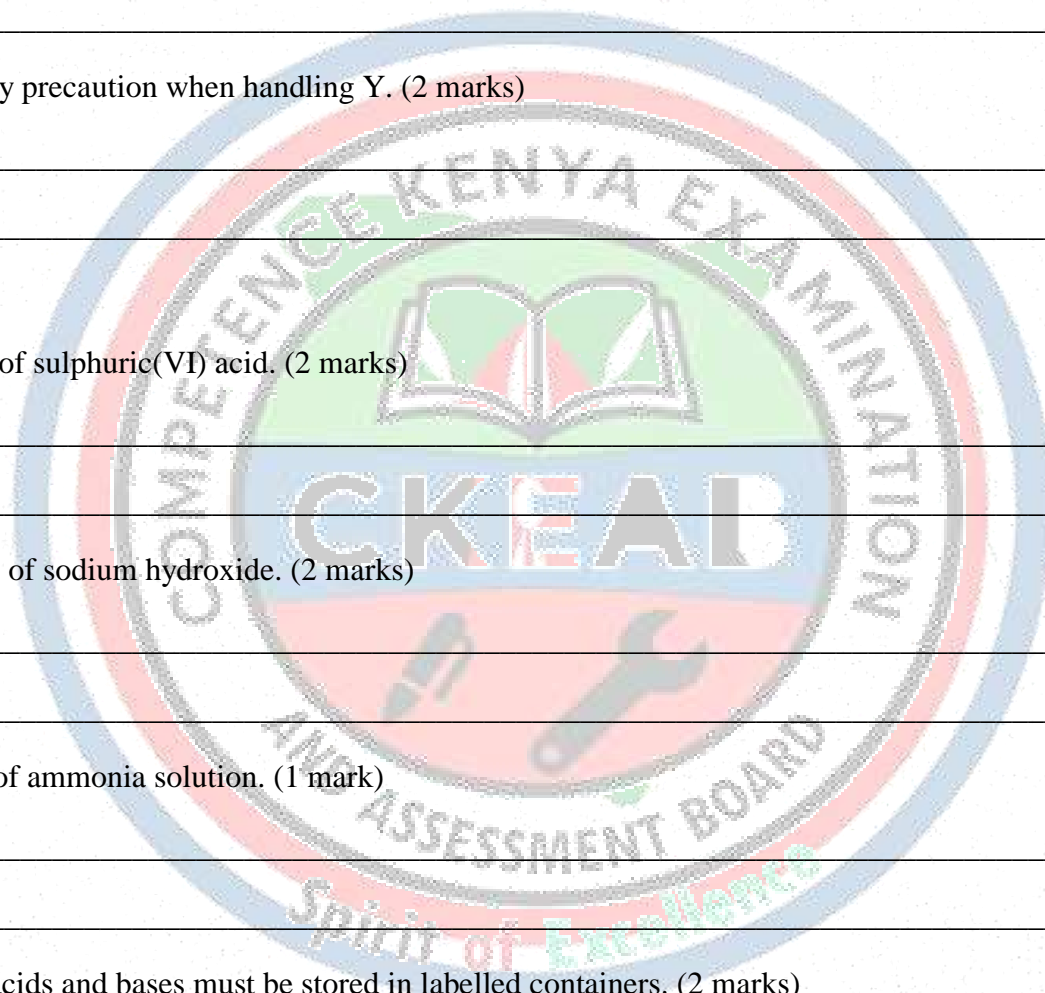 y precaution when handling Y. (2 marks)
COMPETENCE KENYA EXAMINATION
of sulphuric(VI) acid. (2 marks)
CKEAB
of sodium hydroxide. (2 marks)
of ammonia solution. (1 mark)
AND ASSESSMENT BOARD
Spirit of Excellence
cids and bases must be stored in labelled containers. (2 marks)